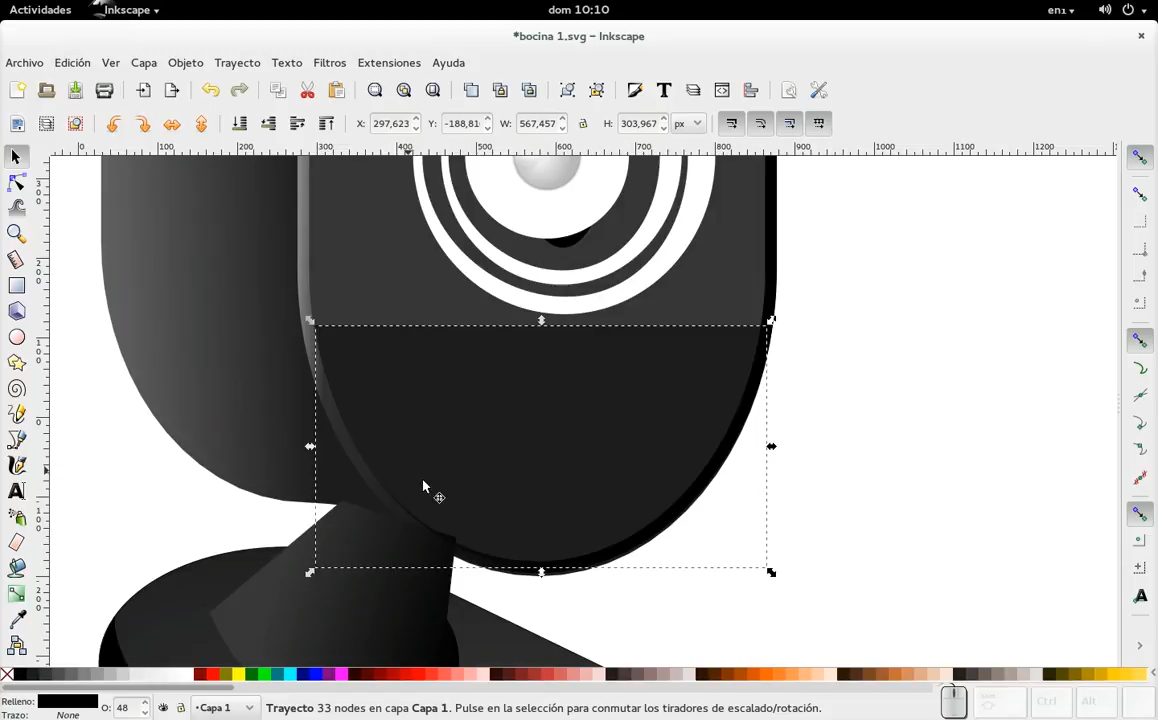 Actividades Inkscape dom 10:10 en1
*bocina 1.svg – Inkscape
Archivo Edición Ver Capa Objeto Trayecto Texto Filtros Extensiones Ayuda
X: 297,623 Y: -188,81 W: 567,457 H: 303,967 px
0 100 200 300 400 500 600 700 800 900 1000 1100 1200
Relleno: O: 48 Capa 1 Trayecto 33 nodes en capa Capa 1. Pulse en la selección para conmutar los tiradores de escalado/rotación. Ctrl Alt
Trazo: None